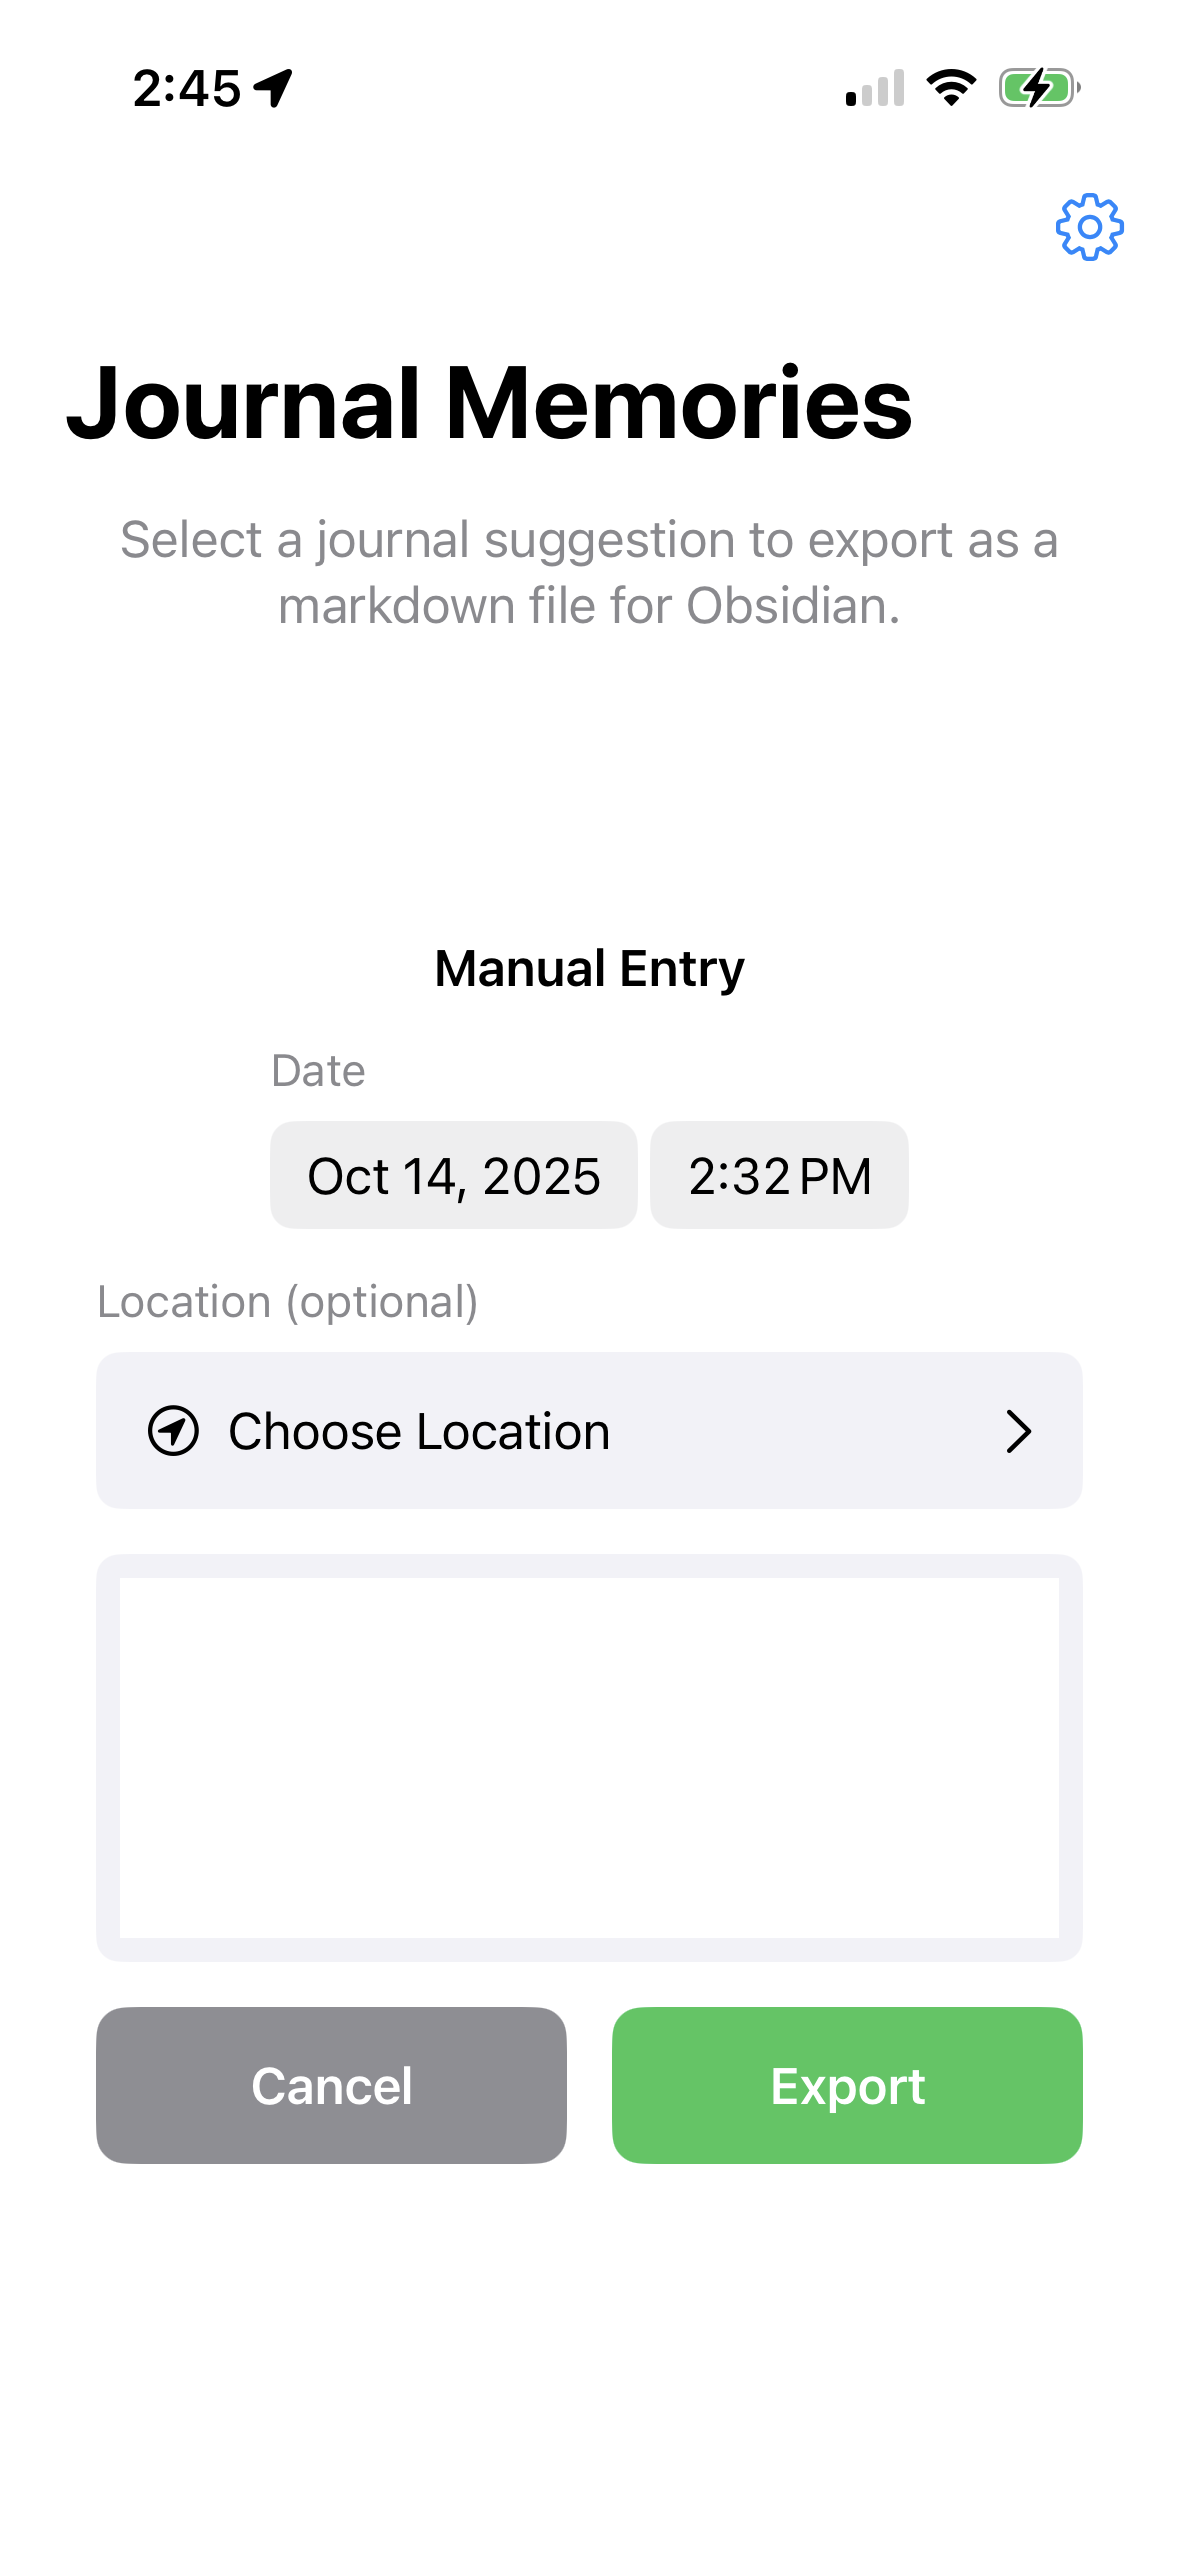 2:45
Journal Memories
Select a journal suggestion to export as a
markdown file for Obsidian.
Manual Entry
Date
Oct 14, 2025 2:32 PM
Location (optional)
Choose Location
Cancel Export